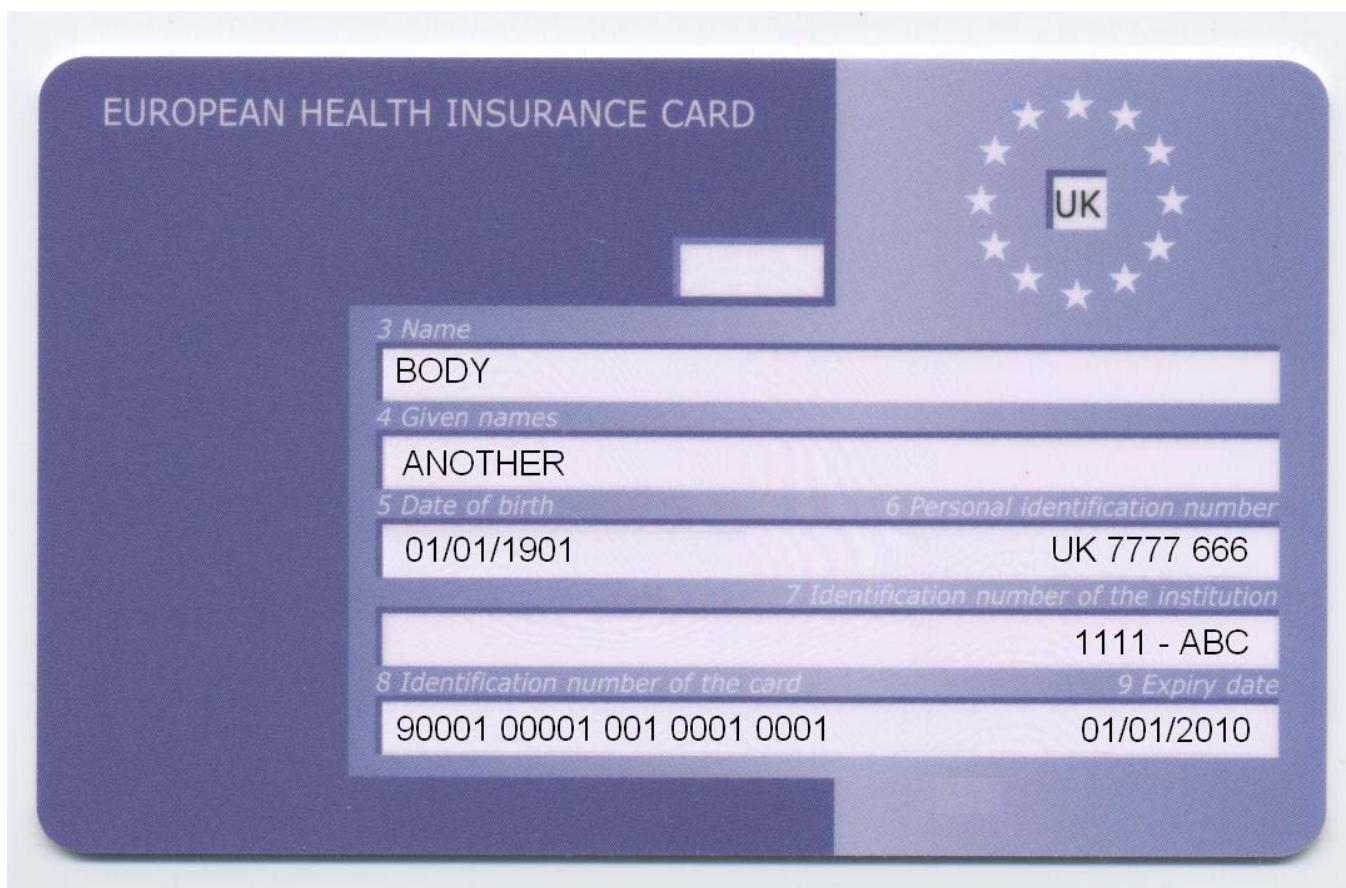 EUROPEAN HEALTH INSURANCE CARD
UK
3 Name
BODY
4 Given names
ANOTHER
5 Date of birth 6 Personal identification number
01/01/1901 UK 7777 666
7 Identification number of the institution
1111 - ABC
8 Identification number of the card 9 Expiry date
90001 00001 001 0001 0001 01/01/2010